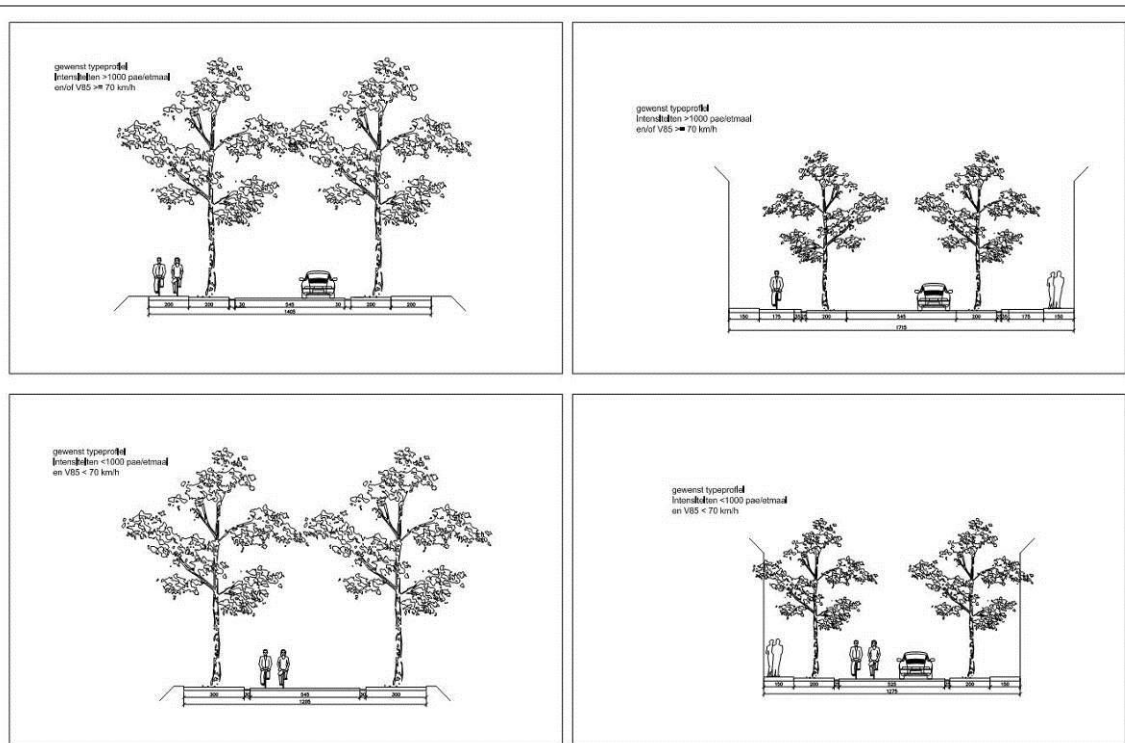 gewenst typeprofiel
Intensiteiten >1000 pae/etmaal
en/of V85 >= 70 km/h
200 200 30 545 30 200 200
1405
gewenst typeprofiel
Intensiteiten >1000 pae/etmaal
en/of V85 >= 70 km/h
150 175 200 545 200 175 150
1715
gewenst typeprofiel
Intensiteiten <1000 pae/etmaal
en V85 < 70 km/h
300 545 300
1205
gewenst typeprofiel
Intensiteiten <1000 pae/etmaal
en V85 < 70 km/h
150 200 525 200 150
1275